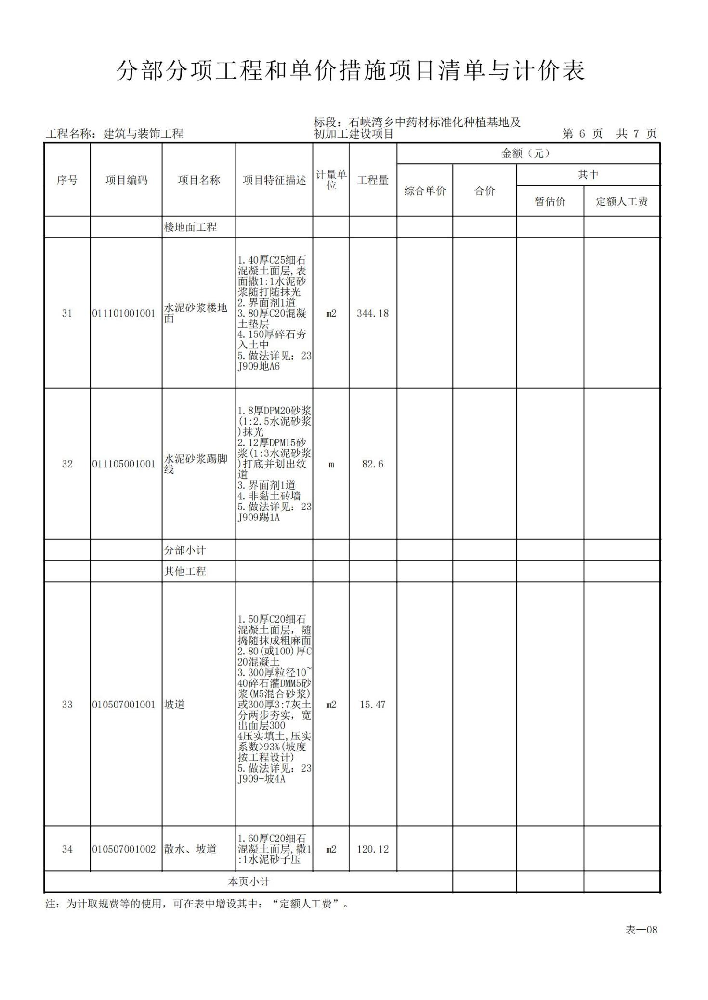 分部分项工程和单价措施项目清单与计价表
标段：石峡湾乡中药材标准化种植基地及
工程名称：建筑与装饰工程
初加工建设项目
第 6 页 共 7 页
序号
项目编码
项目名称
项目特征描述
计量单
位
工程量
金额（元）
综合单价
合价
其中
暂估价
定额人工费
楼地面工程
31
011101001001
水泥砂浆楼地
面
1.40厚C25细石
混凝土面层,表
面撒1:1水泥砂
浆随打随抹光
2.界面剂1道
3.80厚C20混凝
土垫层
4.150厚碎石夯
入土中
5.做法详见：23
J909地A6
m2
344.18
32
011105001001
水泥砂浆踢脚
线
1.8厚DPM20砂浆
(1:2.5水泥砂浆
)抹光
2.12厚DPM15砂
浆(1:3水泥砂浆
)打底并划出纹
道
3.界面剂1道
4.非黏土砖墙
5.做法详见：23
J909踢1A
m
82.6
分部小计
其他工程
33
010507001001
坡道
1.50厚C20细石
混凝土面层，随
捣随抹成粗麻面
2.80(或100)厚C
20混凝土
3.300厚粒径10~
40碎石灌DMM5砂
浆(M5混合砂浆)
或300厚3:7灰土
分两步夯实，宽
出面层300
4压实填土,压实
系数>93%(坡度
按工程设计)
5.做法详见：23
J909-坡4A
m2
15.47
34
010507001002
散水、坡道
1.60厚C20细石
混凝土面层,撒1
:1水泥砂子压
m2
120.12
本页小计
注：为计取规费等的使用，可在表中增设其中：“定额人工费”。
表—08